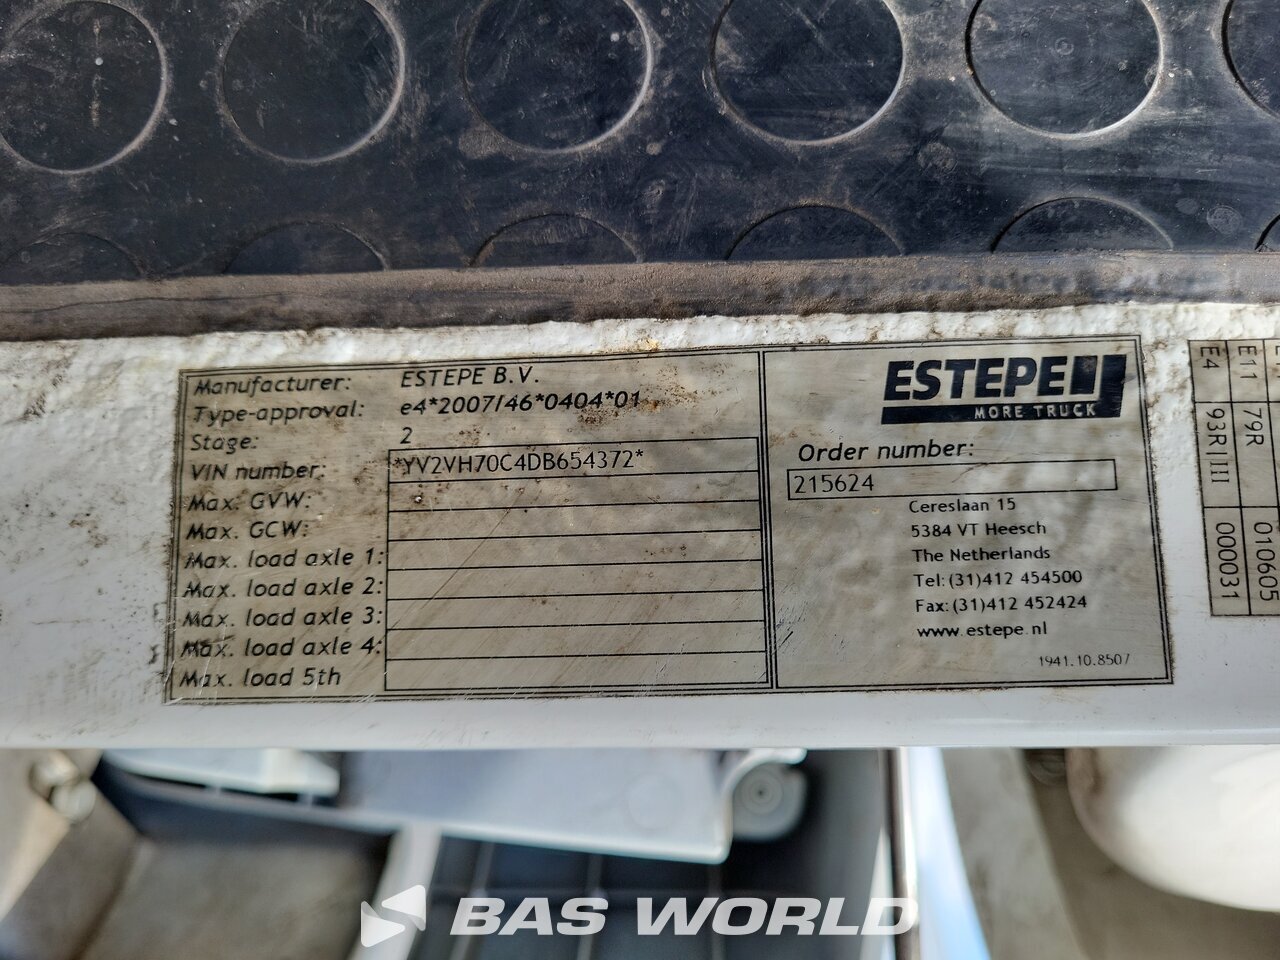 Manufacturer: ESTEPE B.V.
Type-approval: e4*2007/46*0404*01
Stage: 2
VIN number: *YV2VH70C4DB654372*
Max. GVW:
Max. GCW:
Max. load axle 1:
Max. load axle 2:
Max. load axle 3:
Max. load axle 4:
Max. load 5th
ESTEPE
MORE TRUCK
Order number:
215624
Cereslaan 15
5384 VT Heesch
The Netherlands
Tel: (31)412 454500
Fax: (31)412 452424
www.estepe.nl
1941.10.8507
E4 93R|III 000031
E11 79R 010605
BAS WORLD